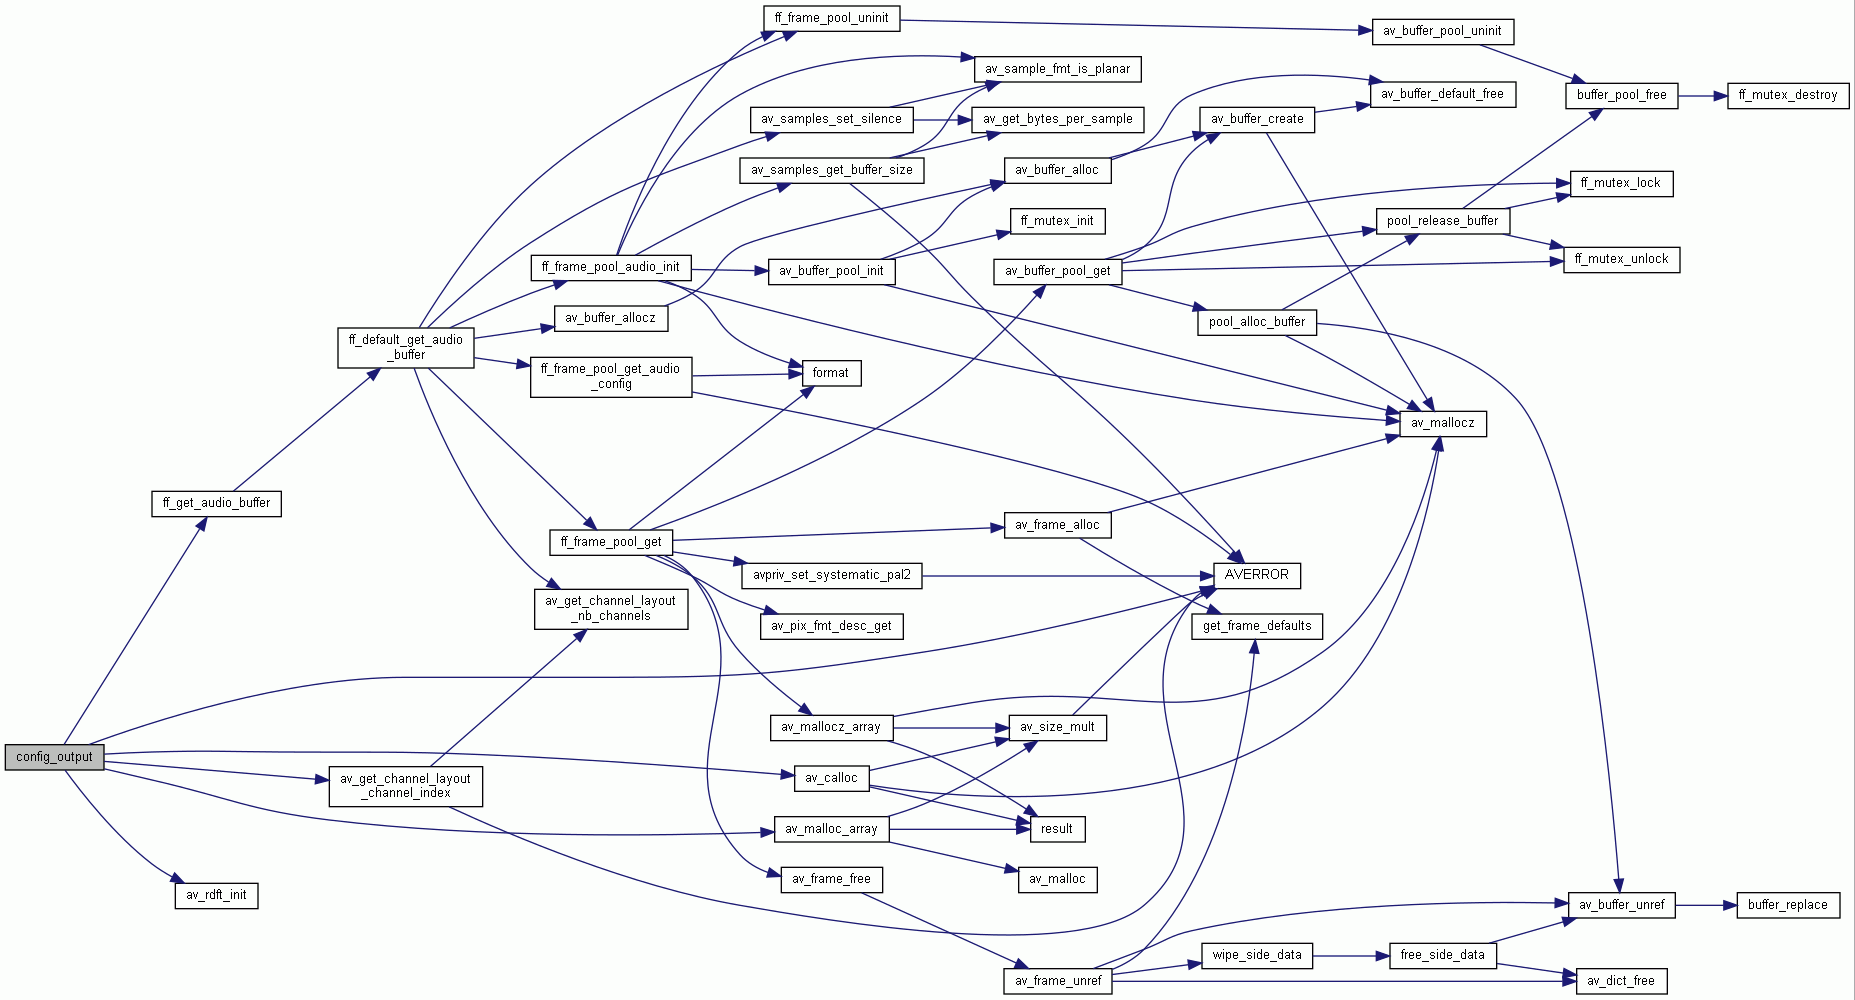 ff_frame_pool_uninit
av_buffer_pool_uninit
av_sample_fmt_is_planar
av_buffer_default_free
buffer_pool_free
ff_mutex_destroy
av_samples_set_silence
av_get_bytes_per_sample
av_buffer_create
av_samples_get_buffer_size
av_buffer_alloc
ff_mutex_lock
ff_mutex_init
pool_release_buffer
ff_frame_pool_audio_init
av_buffer_pool_init
av_buffer_pool_get
ff_mutex_unlock
av_buffer_allocz
pool_alloc_buffer
ff_default_get_audio
_buffer
ff_frame_pool_get_audio
_config
format
av_mallocz
ff_get_audio_buffer
ff_frame_pool_get
av_frame_alloc
avpriv_set_systematic_pal2
AVERROR
av_get_channel_layout
_nb_channels
av_pix_fmt_desc_get
get_frame_defaults
av_mallocz_array
av_size_mult
config_output
av_get_channel_layout
_channel_index
av_calloc
av_malloc_array
result
av_frame_free
av_malloc
av_rdft_init
av_buffer_unref
buffer_replace
wipe_side_data
free_side_data
av_frame_unref
av_dict_free